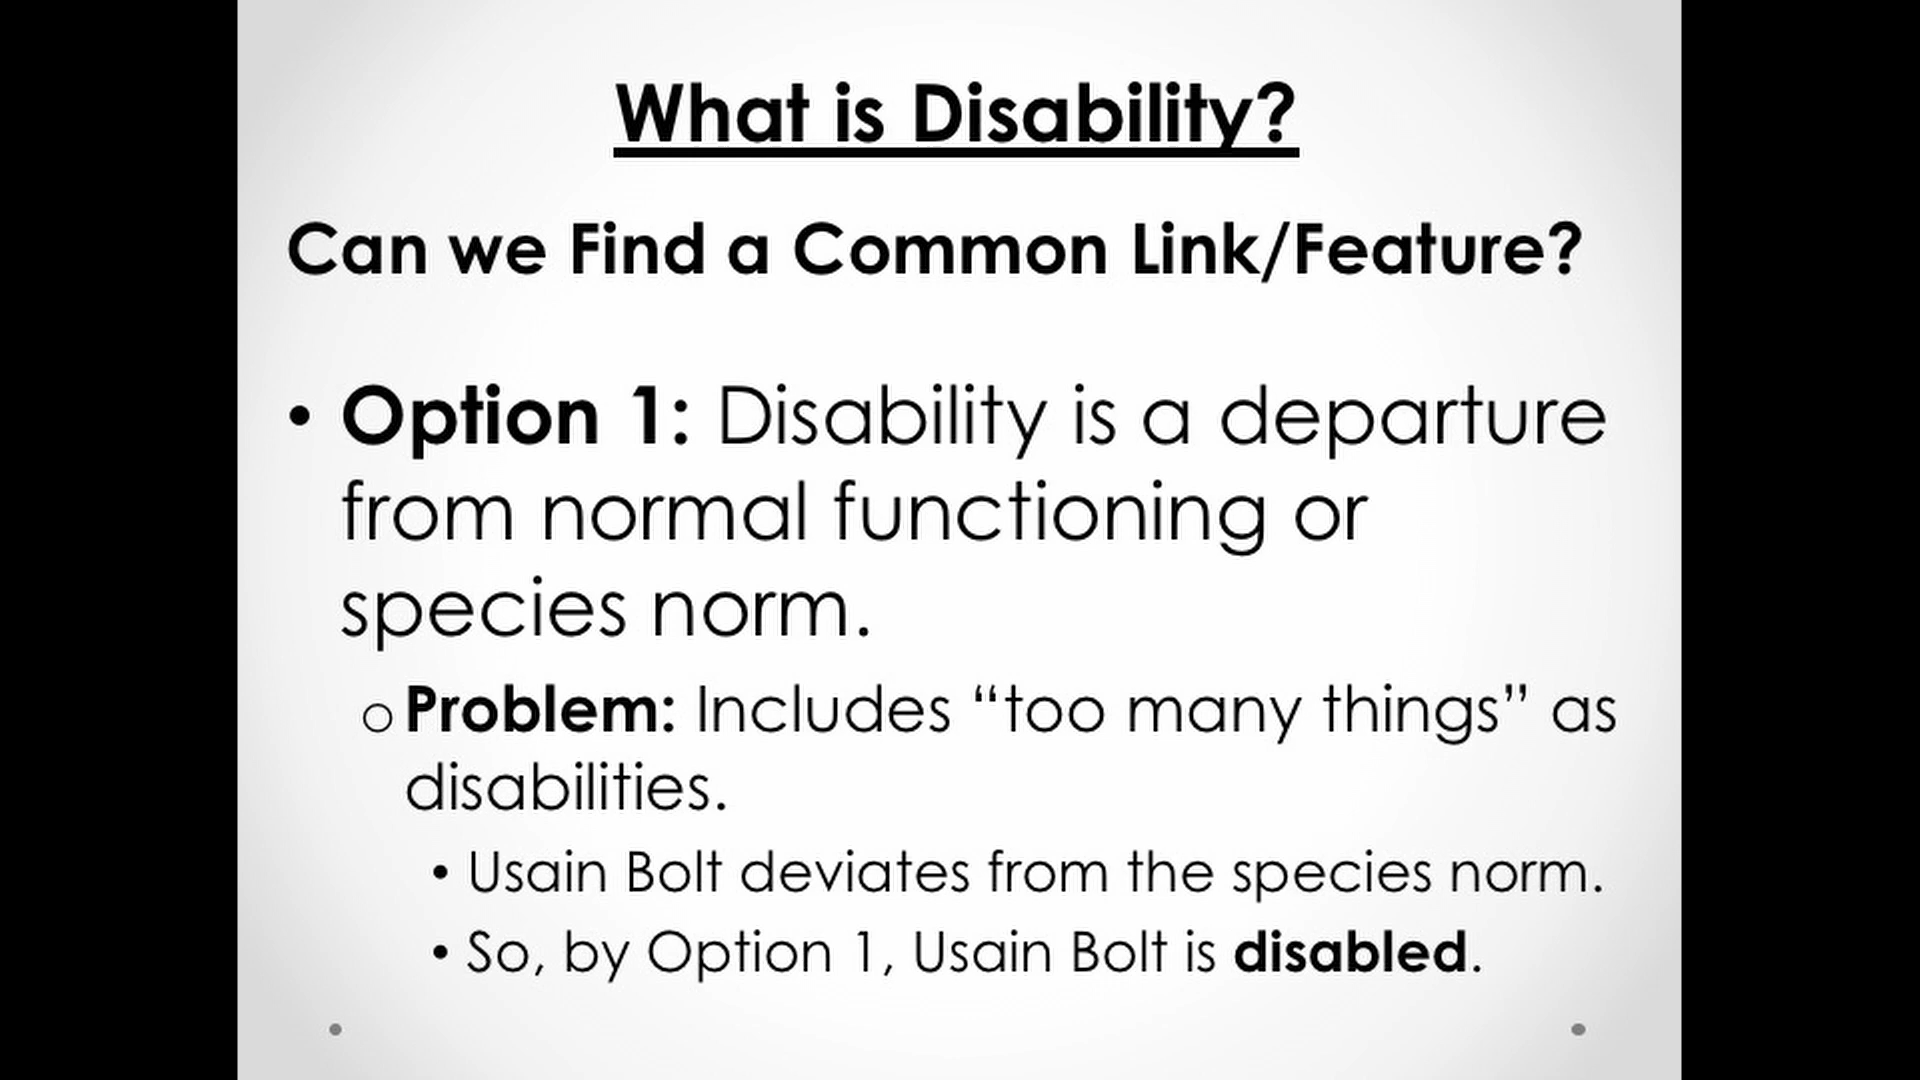 What is Disability?
Can we Find a Common Link/Feature?
• Option 1: Disability is a departure
from normal functioning or
species norm.
o Problem: Includes “too many things” as
disabilities.
• Usain Bolt deviates from the species norm.
• So, by Option 1, Usain Bolt is disabled.